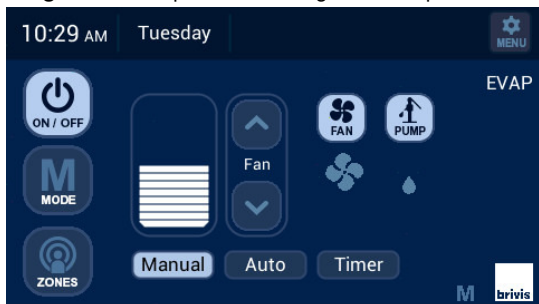 10:29 AM Tuesday
MENU
EVAP
ON / OFF
FAN PUMP
Fan
M
MODE
ZONES
Manual Auto Timer
M brivis